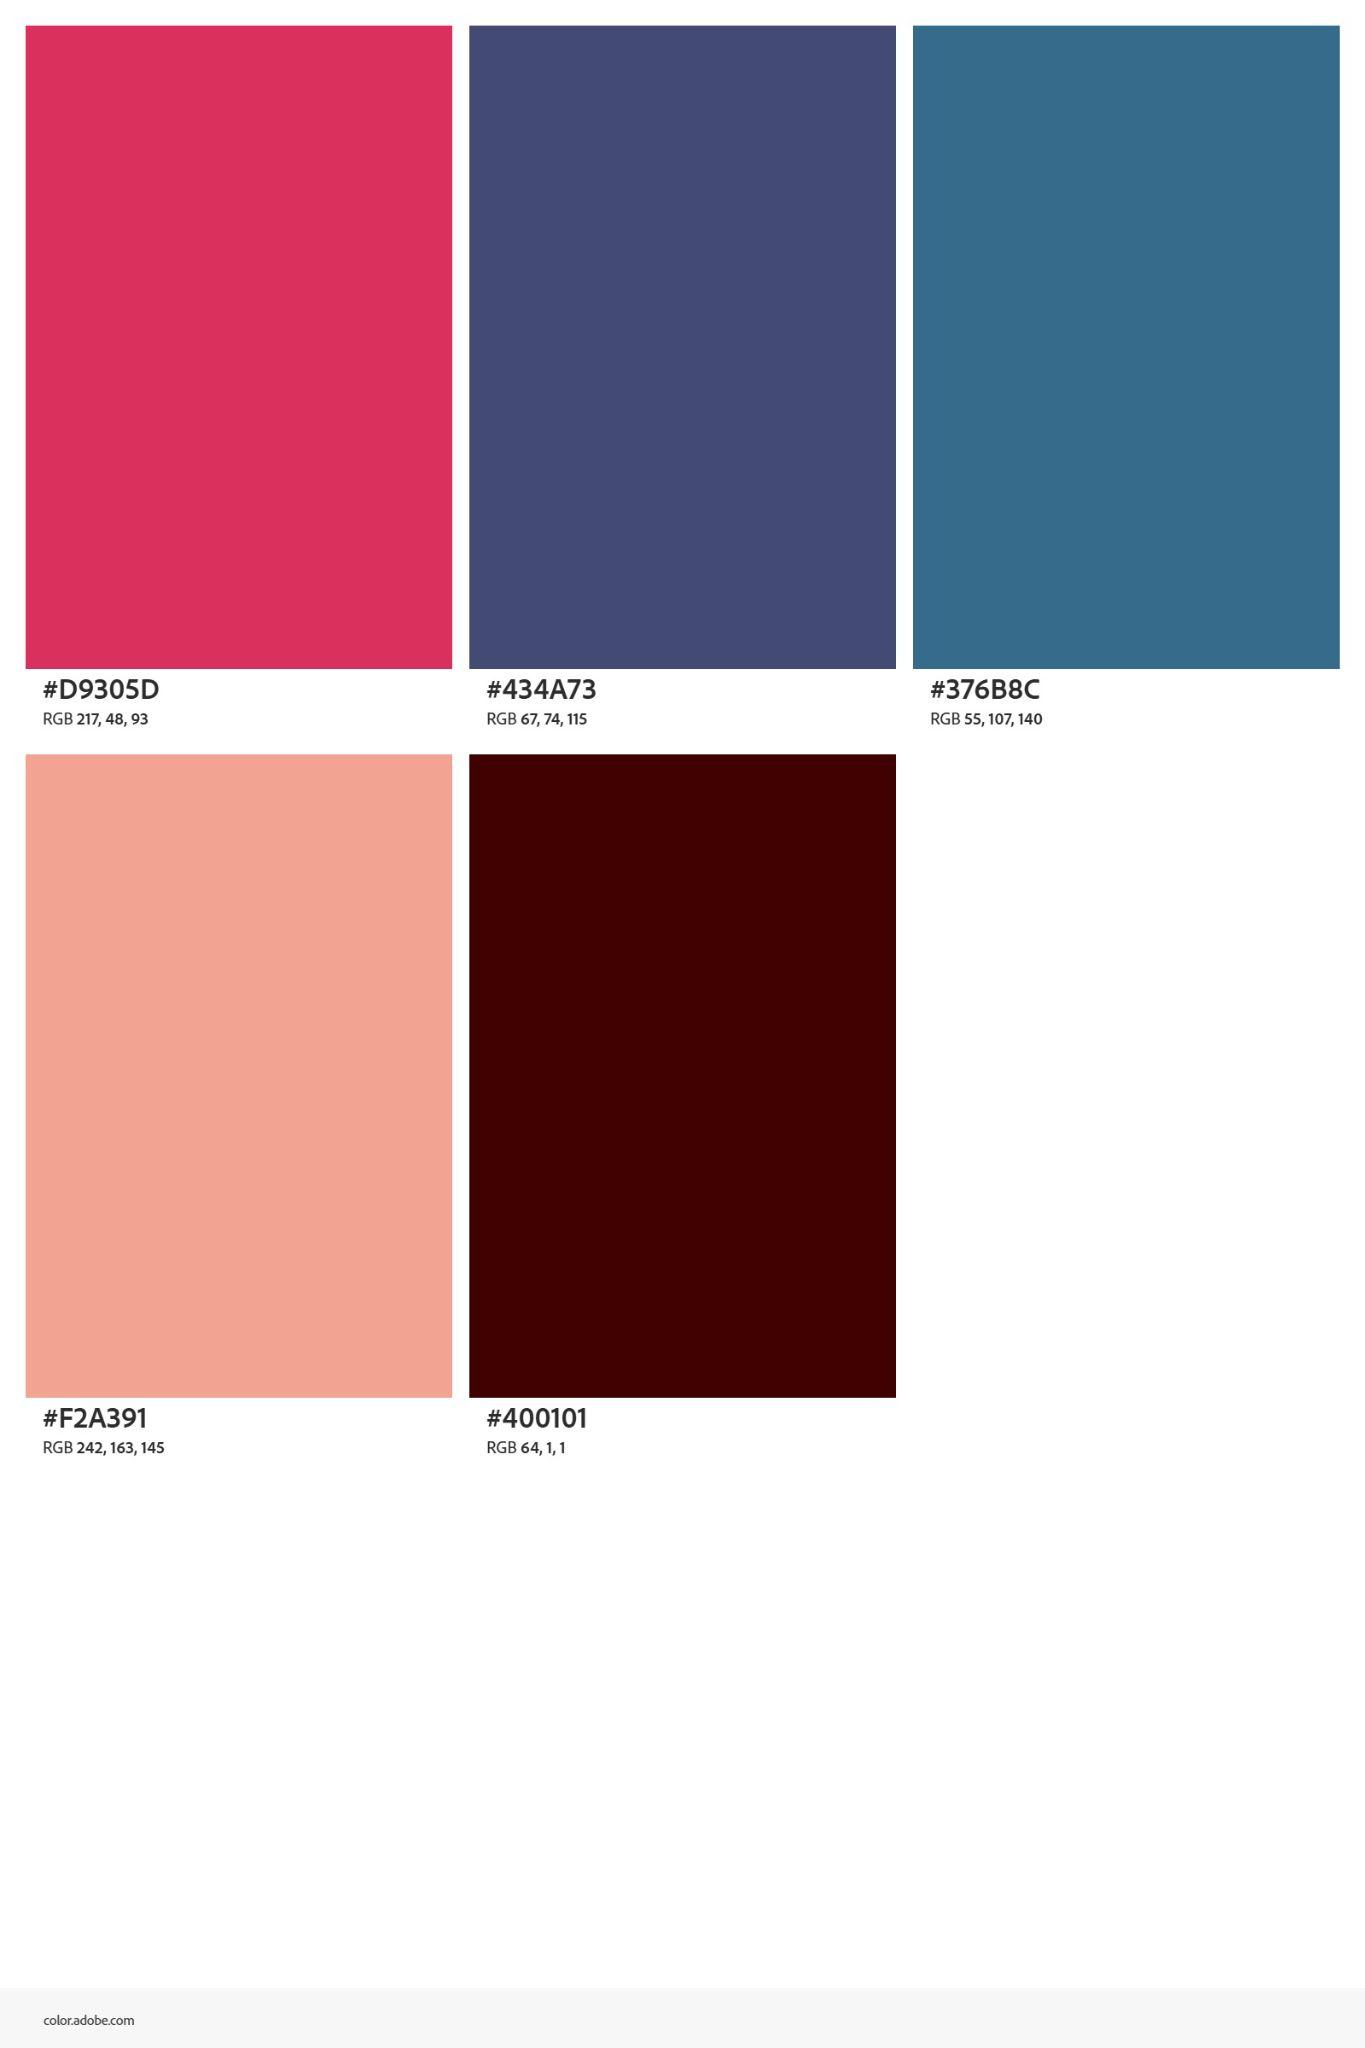 #D9305D
RGB 217, 48, 93
#434A73
RGB 67, 74, 115
#376B8C
RGB 55, 107, 140
#F2A391
RGB 242, 163, 145
#400101
RGB 64, 1, 1
color.adobe.com